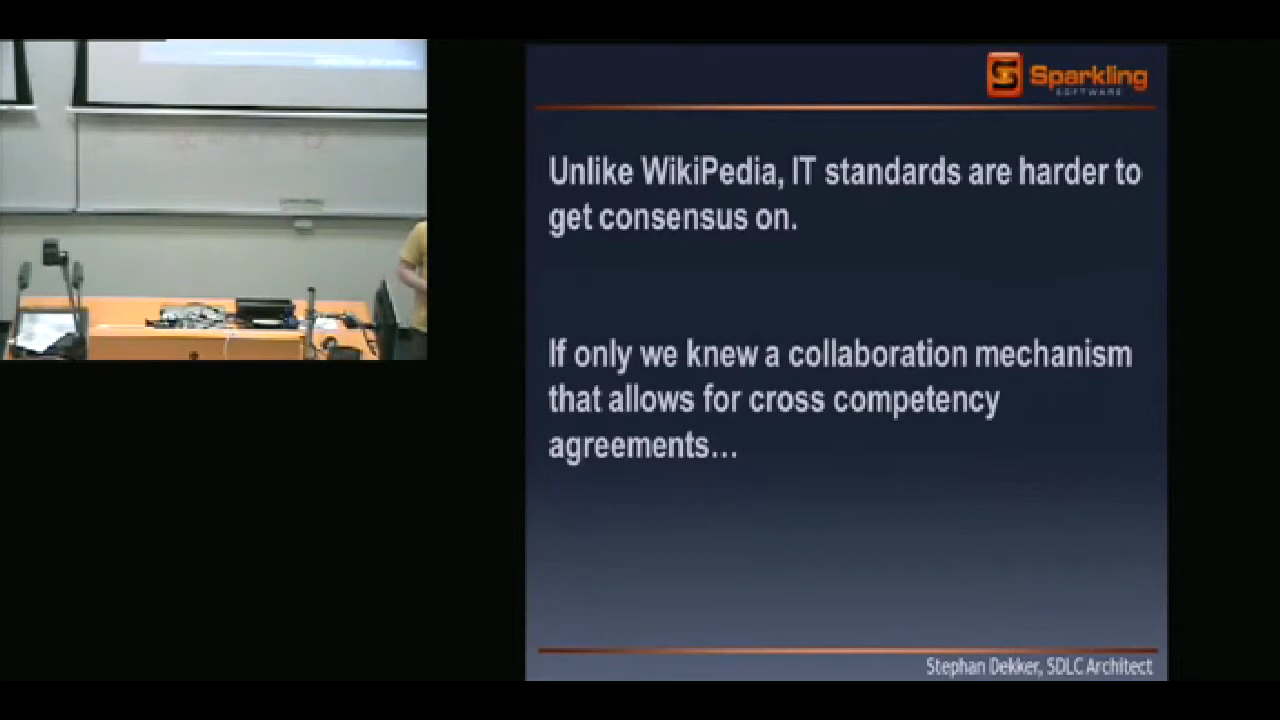 Sparkling
SOFTWARE
Unlike WikiPedia, IT standards are harder to
get consensus on.
If only we knew a collaboration mechanism
that allows for cross competency
agreements...
Stephan Dekker, SDLC Architect